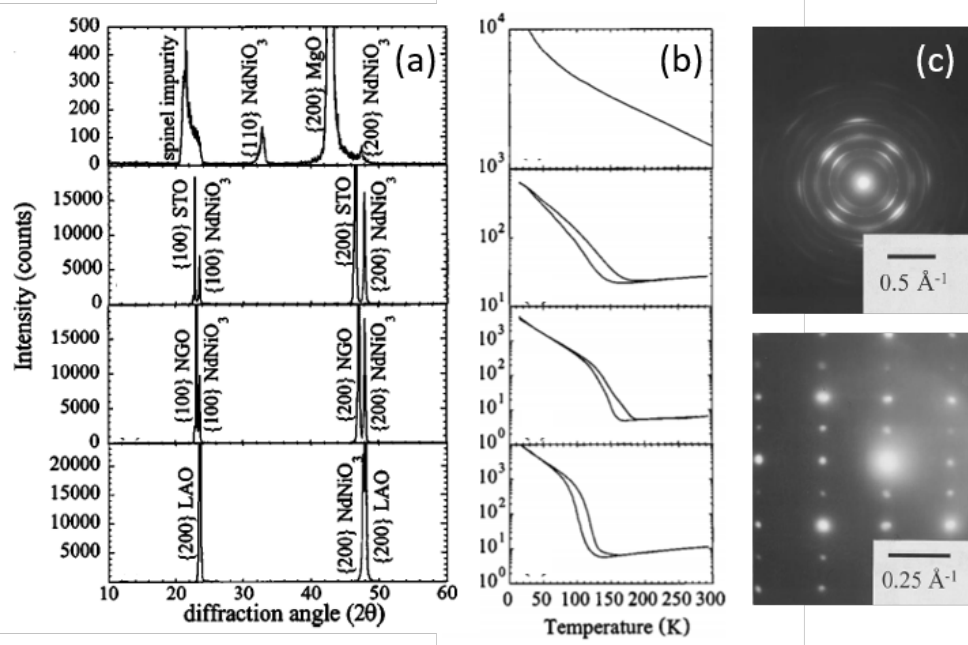 (a)
500
400
300
200
100
0
spinel impurity
{110} NdNiO3
{200} MgO
{200} NdNiO3
15000
10000
5000
0
{100} STO
{100} NdNiO3
{200} STO
{200} NdNiO3
15000
10000
5000
0
{100} NGO
{100} NdNiO3
{200} NGO
{200} NdNiO3
20000
15000
10000
5000
{200} LAO
{200} NdNiO3
{200} LAO
Intensity (counts)
10 20 30 40 50 60
diffraction angle (2θ)
(b)
10^4
10^3
10^2
10^1
10^3
10^2
10^1
10^0
10^3
10^2
10^1
10^0
0 50 100 150 200 250 300
Temperature (K)
(c)
0.5 Å-1
0.25 Å-1